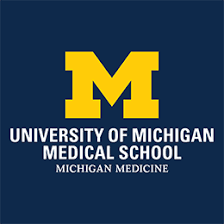 M
UNIVERSITY OF MICHIGAN
MEDICAL SCHOOL
MICHIGAN MEDICINE